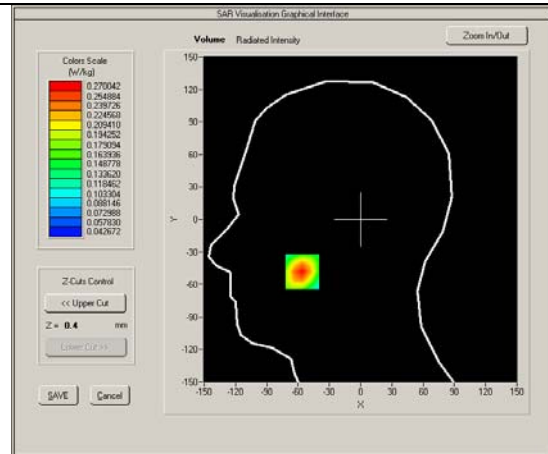 SAR Visualisation Graphical Interface
Volume Radiated Intensity
Zoom In/Out
Colors Scale
(W/kg)
0.270042
0.254884
0.239726
0.224568
0.209410
0.194252
0.179094
0.163936
0.148778
0.133620
0.118462
0.103304
0.088146
0.072988
0.057830
0.042672
Z-Cuts Control
<< Upper Cut
Z = 0.4 mm
Lower Cut >>
SAVE Cancel
150
120
90
60
30
0
-30
-60
-90
-120
-150
Y
-150 -120 -90 -60 -30 0 30 60 90 120 150
X